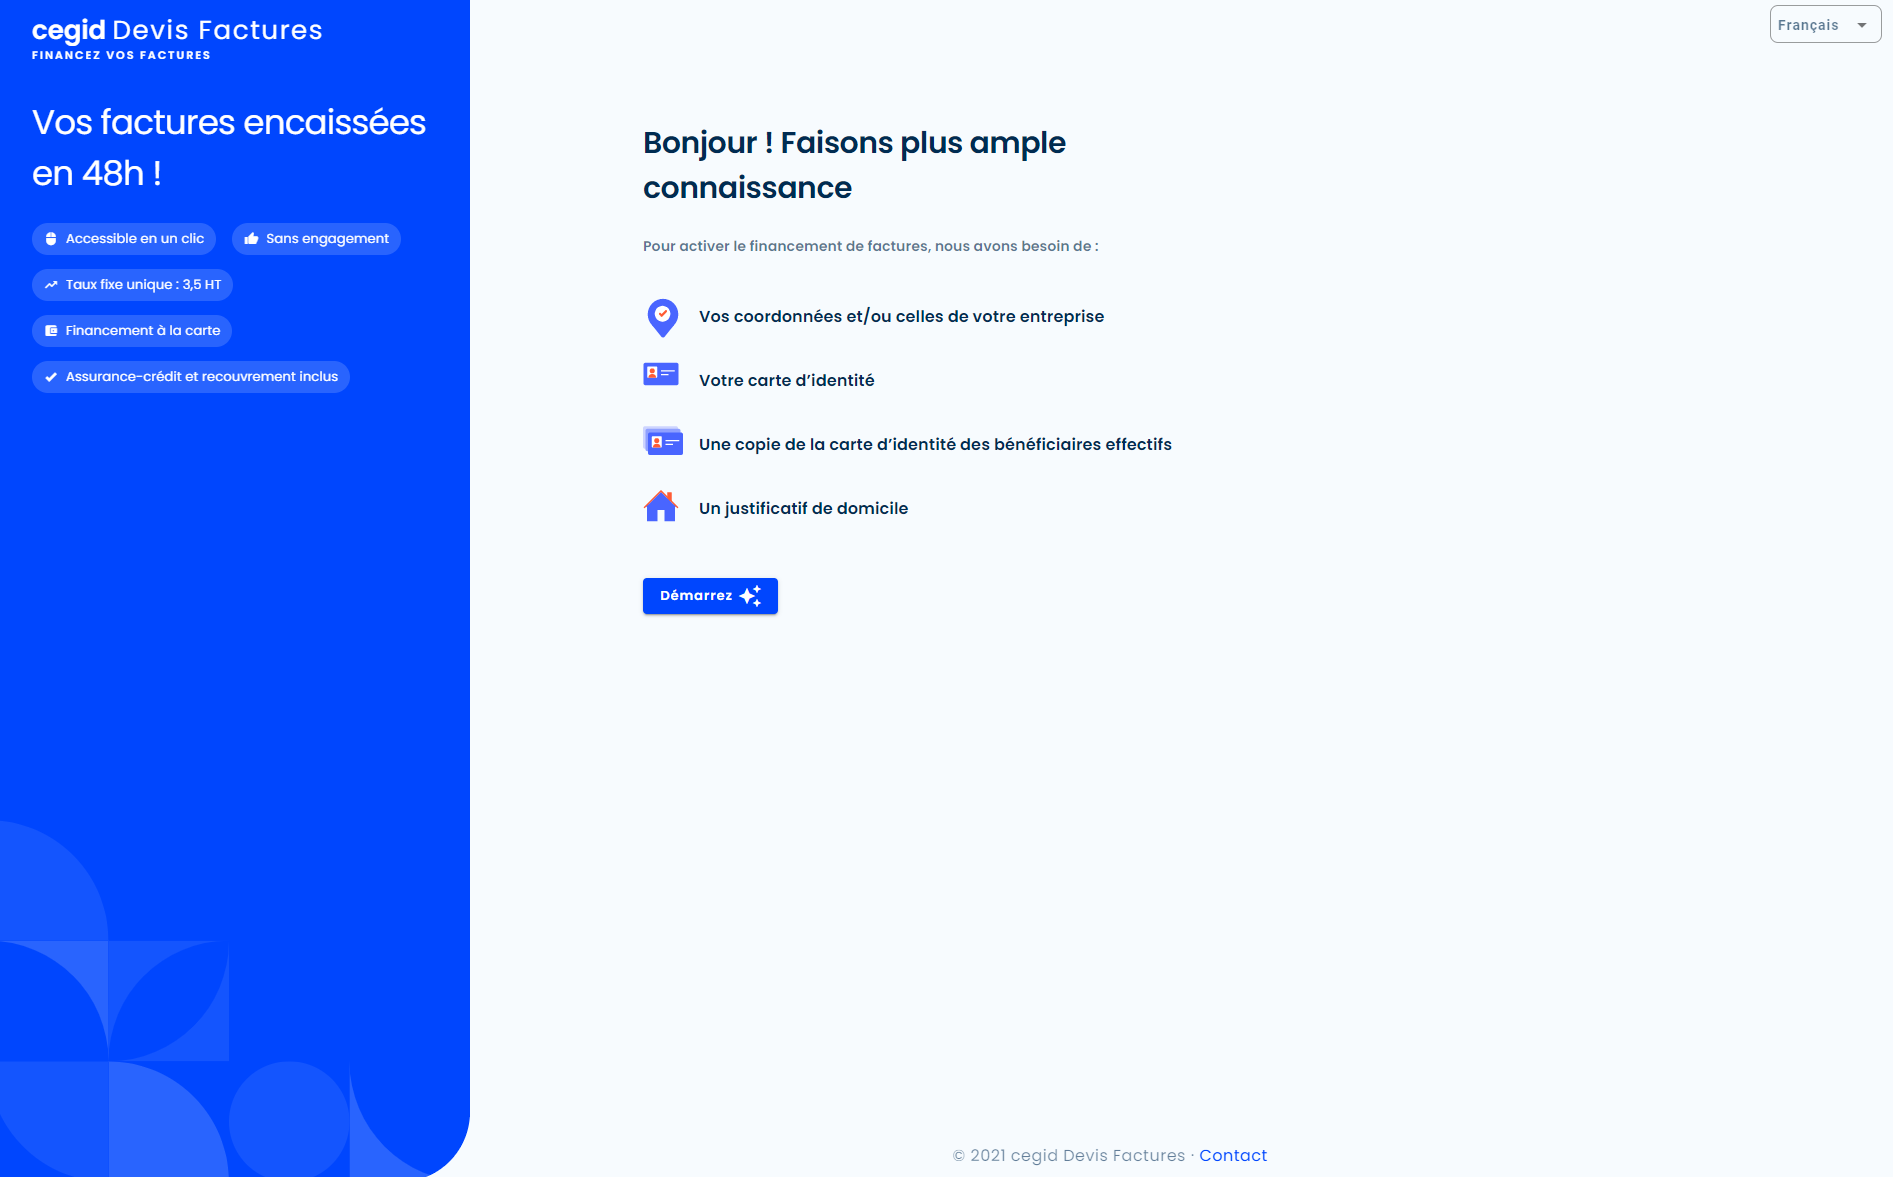 cegid Devis Factures
FINANCEZ VOS FACTURES
Vos factures encaissées
en 48h !
Accessible en un clic
Sans engagement
Taux fixe unique : 3,5 HT
Financement à la carte
Assurance-crédit et recouvrement inclus
Français
Bonjour ! Faisons plus ample
connaissance
Pour activer le financement de factures, nous avons besoin de :
Vos coordonnées et/ou celles de votre entreprise
Votre carte d’identité
Une copie de la carte d’identité des bénéficiaires effectifs
Un justificatif de domicile
Démarrez
© 2021 cegid Devis Factures · Contact